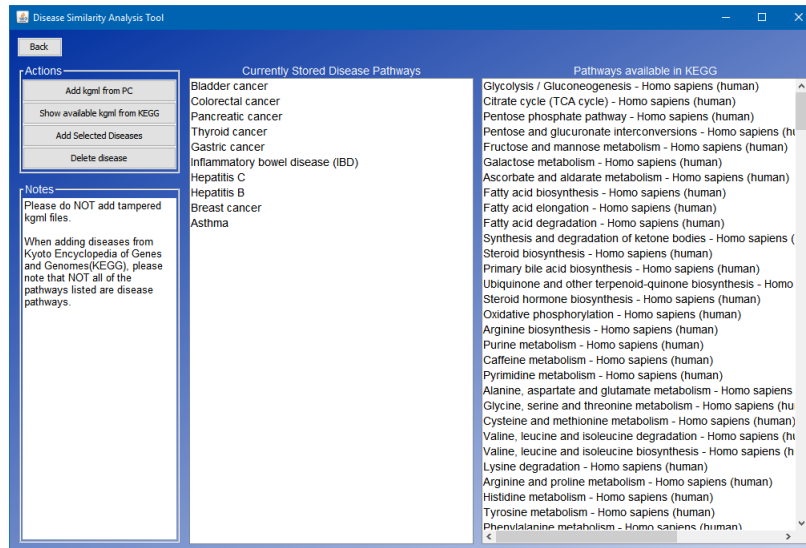 Disease Similarity Analysis Tool
Back
Actions
Add kgml from PC
Show available kgml from KEGG
Add Selected Diseases
Delete disease
Notes
Please do NOT add tampered
kgml files.
When adding diseases from
Kyoto Encyclopedia of Genes
and Genomes(KEGG), please
note that NOT all of the
pathways listed are disease
pathways.
Currently Stored Disease Pathways
Bladder cancer
Colorectal cancer
Pancreatic cancer
Thyroid cancer
Gastric cancer
Inflammatory bowel disease (IBD)
Hepatitis C
Hepatitis B
Breast cancer
Asthma
Pathways available in KEGG
Glycolysis / Gluconeogenesis - Homo sapiens (human)
Citrate cycle (TCA cycle) - Homo sapiens (human)
Pentose phosphate pathway - Homo sapiens (human)
Pentose and glucuronate interconversions - Homo sapiens (hu
Fructose and mannose metabolism - Homo sapiens (human)
Galactose metabolism - Homo sapiens (human)
Ascorbate and aldarate metabolism - Homo sapiens (human)
Fatty acid biosynthesis - Homo sapiens (human)
Fatty acid elongation - Homo sapiens (human)
Fatty acid degradation - Homo sapiens (human)
Synthesis and degradation of ketone bodies - Homo sapiens (
Steroid biosynthesis - Homo sapiens (human)
Primary bile acid biosynthesis - Homo sapiens (human)
Ubiquinone and other terpenoid-quinone biosynthesis - Homo
Steroid hormone biosynthesis - Homo sapiens (human)
Oxidative phosphorylation - Homo sapiens (human)
Arginine biosynthesis - Homo sapiens (human)
Purine metabolism - Homo sapiens (human)
Caffeine metabolism - Homo sapiens (human)
Pyrimidine metabolism - Homo sapiens (human)
Alanine, aspartate and glutamate metabolism - Homo sapiens
Glycine, serine and threonine metabolism - Homo sapiens (hu
Cysteine and methionine metabolism - Homo sapiens (human)
Valine, leucine and isoleucine degradation - Homo sapiens (hu
Valine, leucine and isoleucine biosynthesis - Homo sapiens (h
Lysine degradation - Homo sapiens (human)
Arginine and proline metabolism - Homo sapiens (human)
Histidine metabolism - Homo sapiens (human)
Tyrosine metabolism - Homo sapiens (human)
Phenylalanine metabolism - Homo sapiens (human)